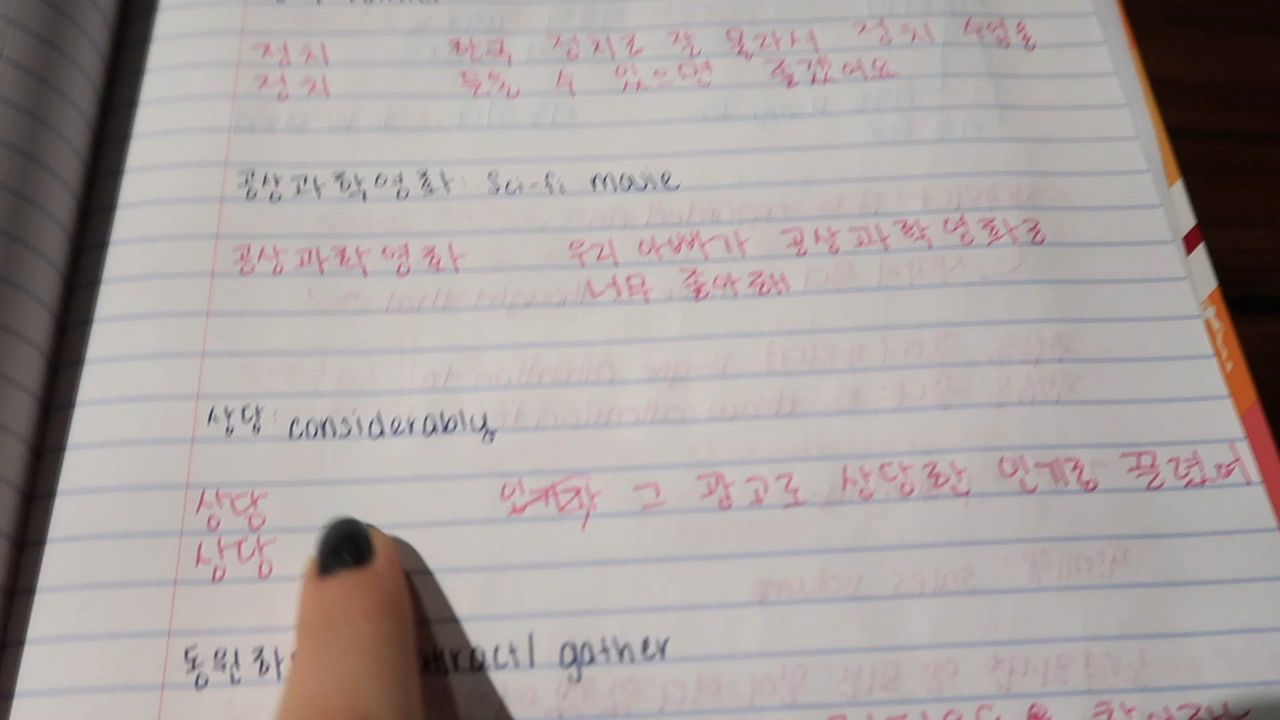 정치 한국 정치로 잘 몰라서 정치 수업을
정치 들을 수 있으면 좋겠어요
공상과학영화: Sci-fi movie
공상과학영화 우리 아빠가 공상과학영화를
너무 좋아해
상당: considerably
상당 그 광고로 상당한 인기를 끌렸어
상당
동원하 attract/ gather